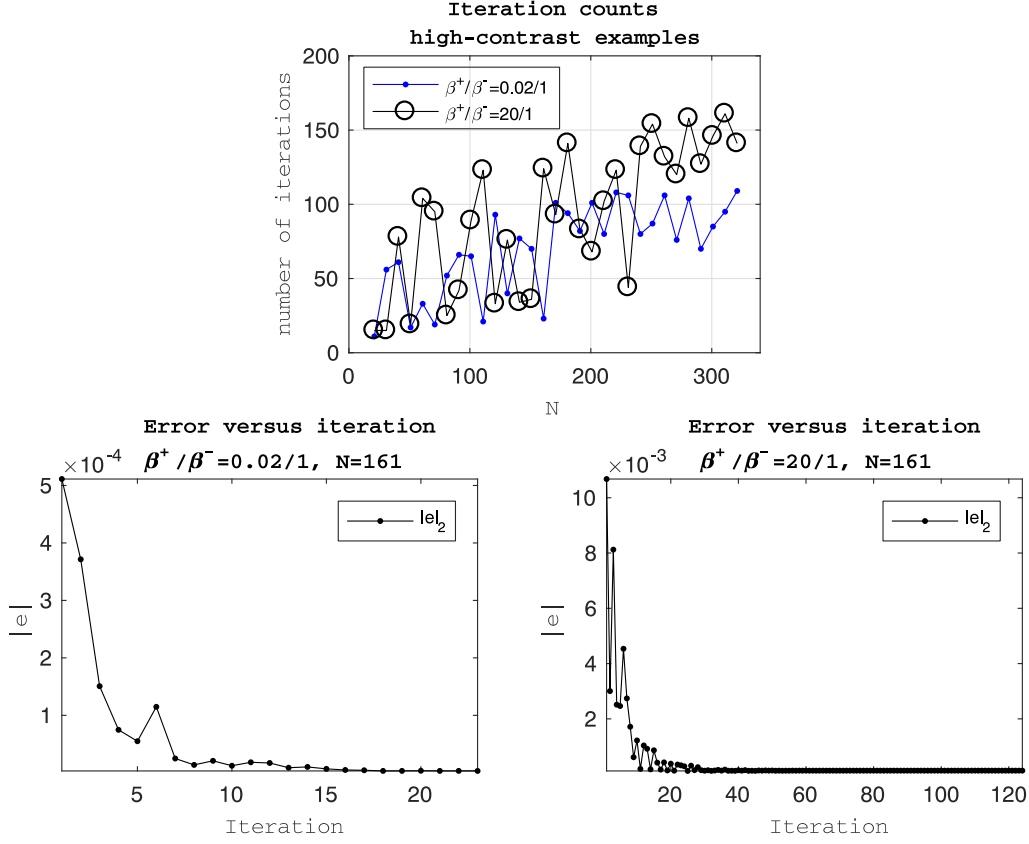 Iteration counts
high-contrast examples
number of iterations
200
150
100
50
0
β⁺/β⁻=0.02/1
β⁺/β⁻=20/1
0 100 200 300
N
Error versus iteration
β⁺/β⁻=0.02/1, N=161
×10⁻⁴
|e|
5
4
3
2
1
|e|₂
5 10 15 20
Iteration
Error versus iteration
β⁺/β⁻=20/1, N=161
×10⁻³
|e|
10
8
6
4
2
|e|₂
20 40 60 80 100 120
Iteration